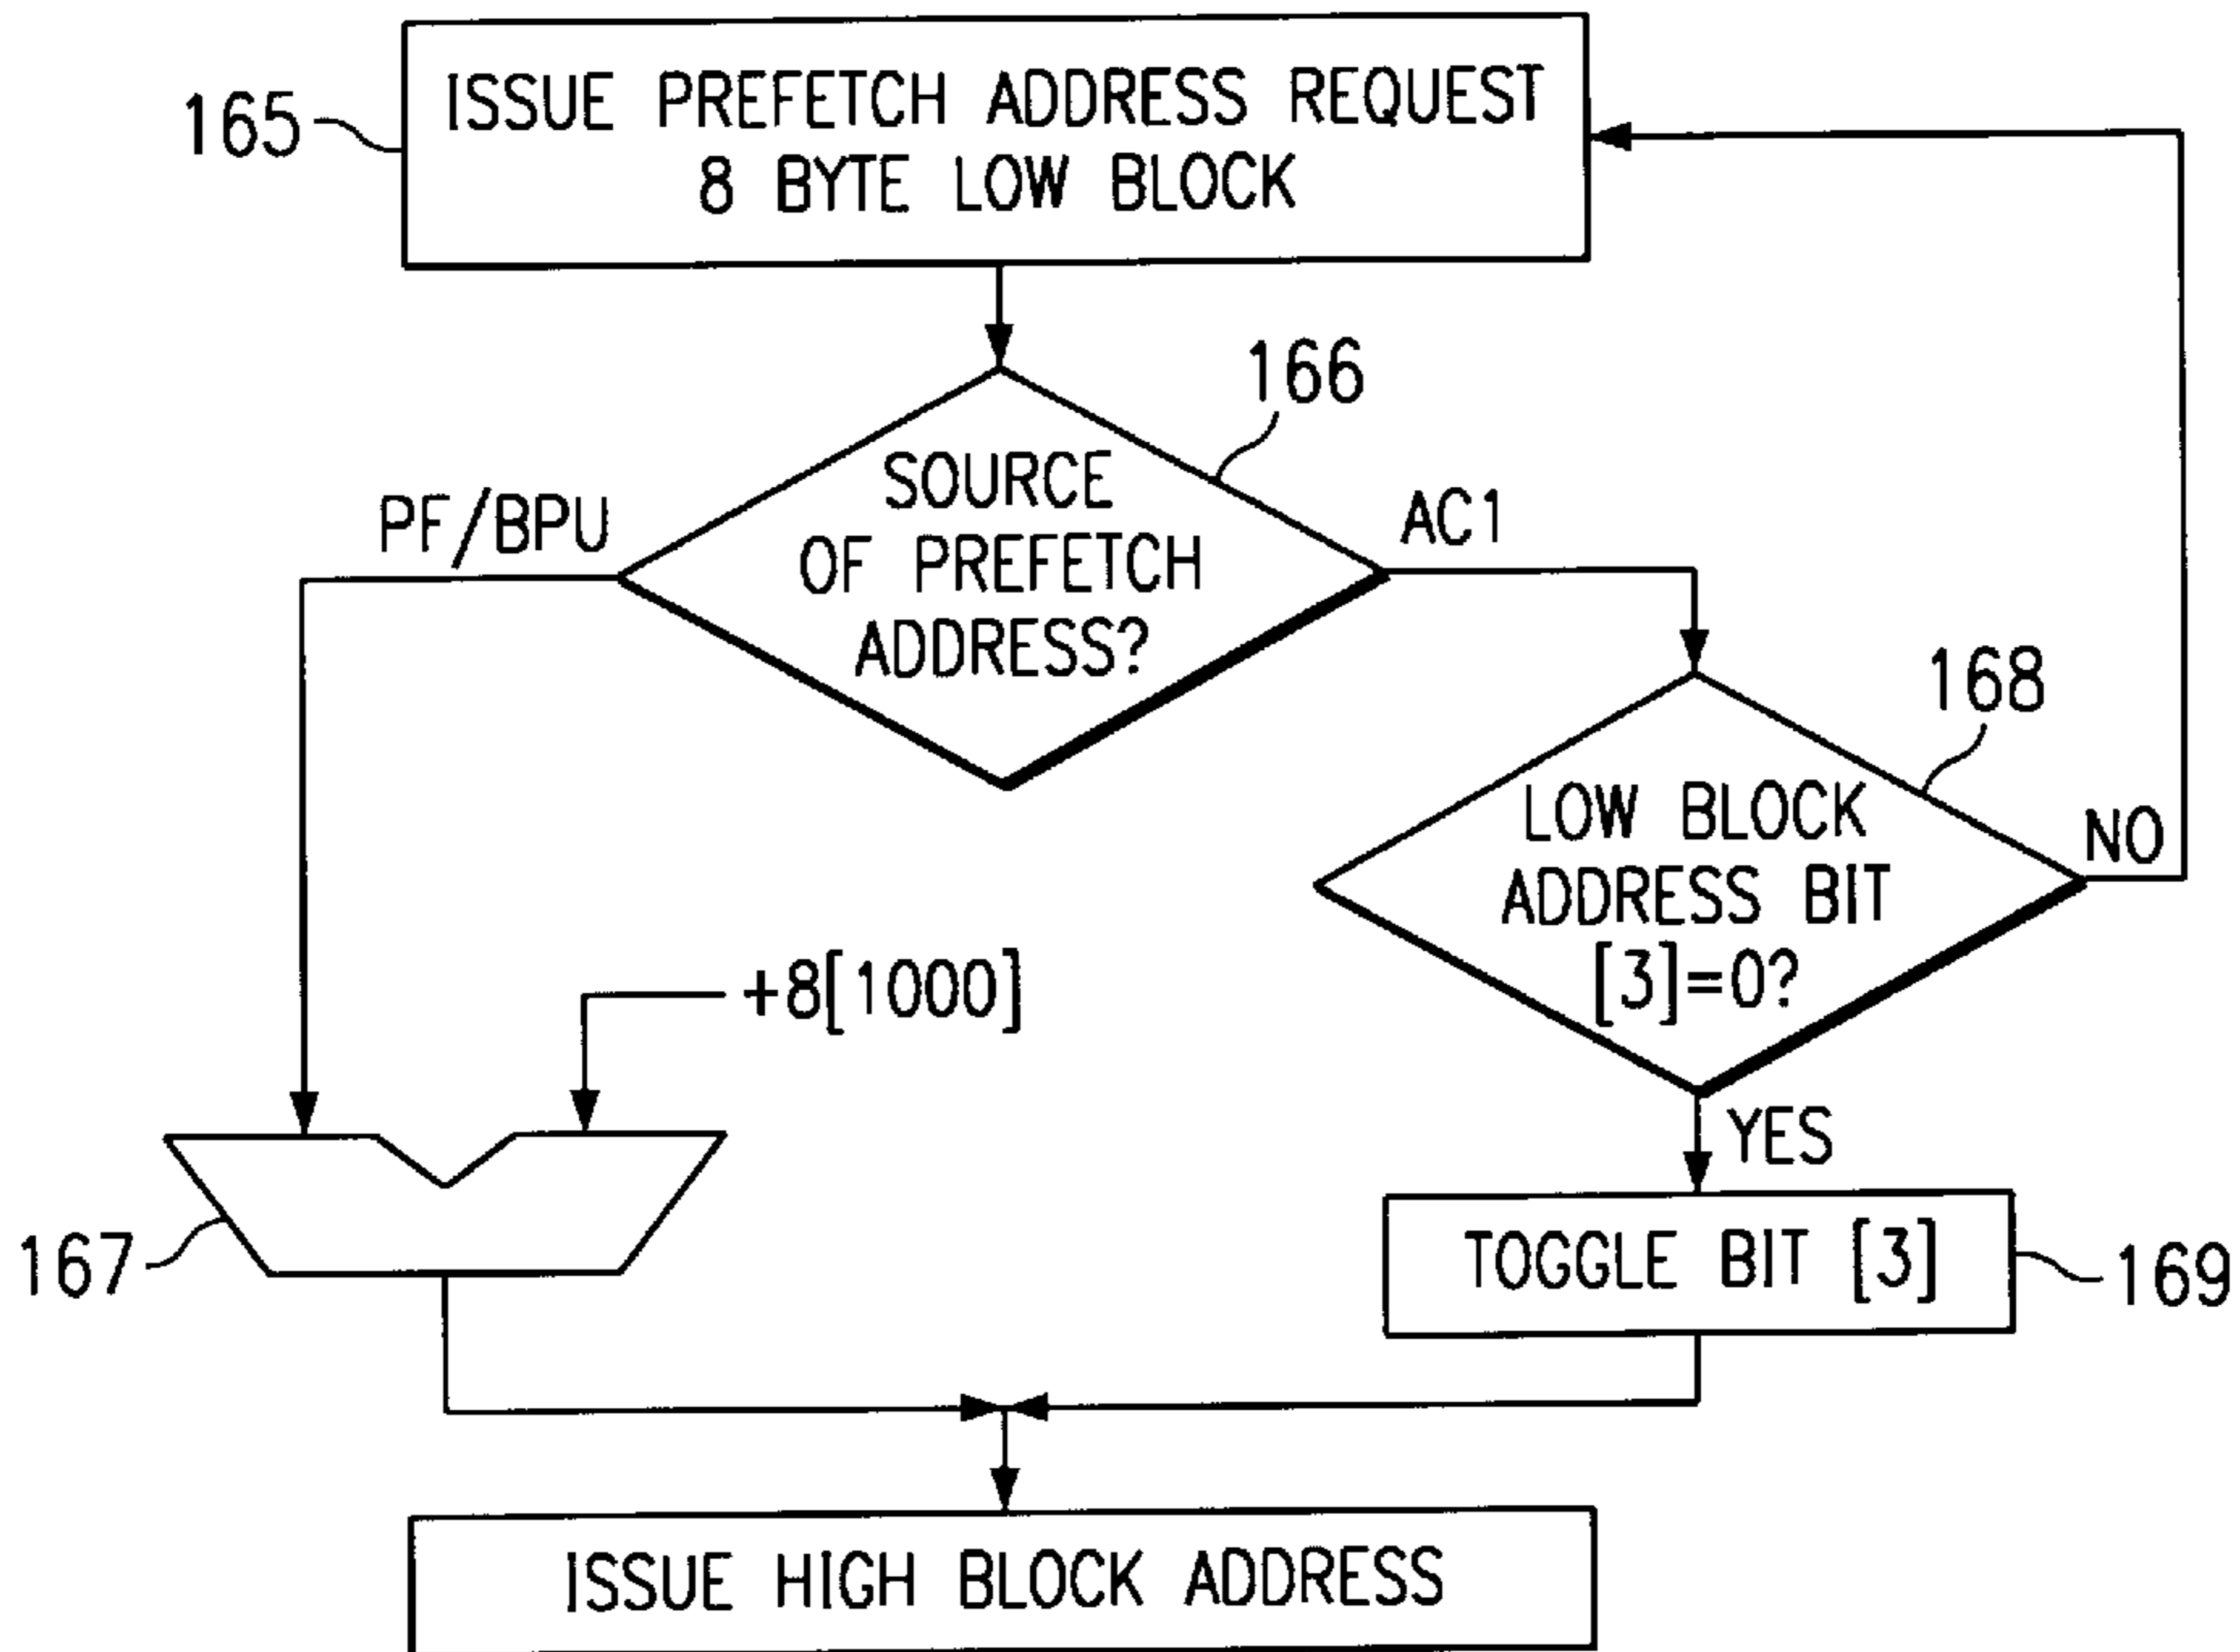 165
ISSUE PREFETCH ADDRESS REQUEST
8 BYTE LOW BLOCK
166
SOURCE
OF PREFETCH
ADDRESS?
PF/BPU
AC1
168
LOW BLOCK
ADDRESS BIT
[3]=0?
NO
+8[1000]
YES
167
TOGGLE BIT [3]
169
ISSUE HIGH BLOCK ADDRESS